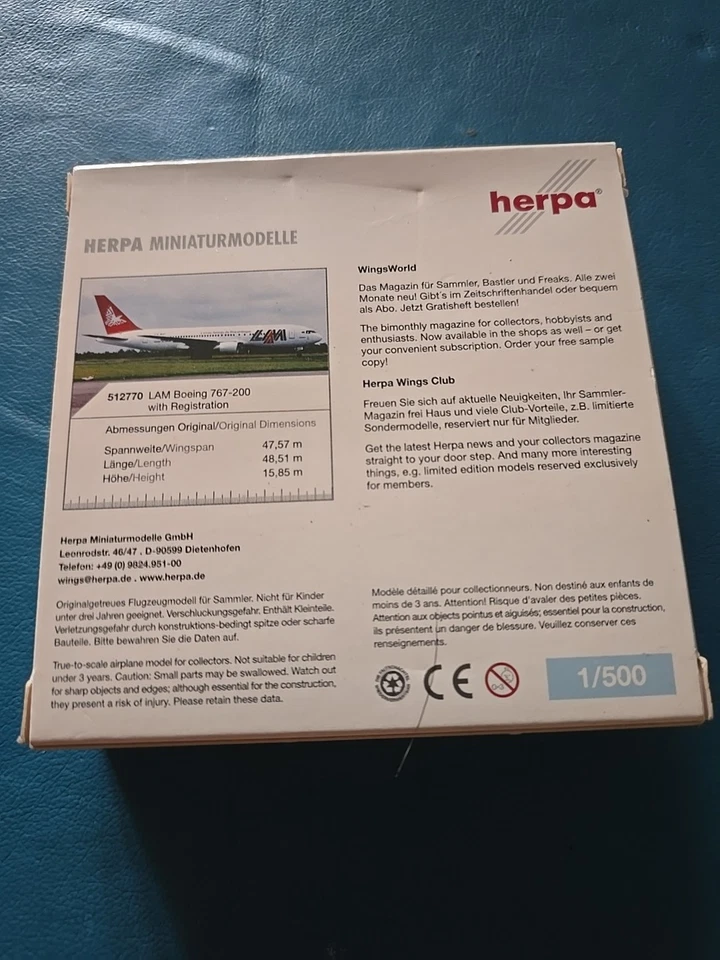 herpa®
HERPA MINIATURMODELLE
LAM
512770 LAM Boeing 767-200
with Registration
Abmessungen Original/Original Dimensions
Spannweite/Wingspan 47,57 m
Länge/Length 48,51 m
Höhe/Height 15,85 m
WingsWorld
Das Magazin für Sammler, Bastler und Freaks. Alle zwei
Monate neu! Gibt's im Zeitschriftenhandel oder bequem
als Abo. Jetzt Gratisheft bestellen!
The bimonthly magazine for collectors, hobbyists and
enthusiasts. Now available in the shops as well – or get
your convenient subscription. Order your free sample
copy!
Herpa Wings Club
Freuen Sie sich auf aktuelle Neuigkeiten, Ihr Sammler-
Magazin frei Haus und viele Club-Vorteile, z.B. limitierte
Sondermodelle, reserviert nur für Mitglieder.
Get the latest Herpa news and your collectors magazine
straight to your door step. And many more interesting
things, e.g. limited edition models reserved exclusively
for members.
Herpa Miniaturmodelle GmbH
Leonrodstr. 46/47 . D-90599 Dietenhofen
Telefon: +49 (0) 9824.951-00
wings@herpa.de . www.herpa.de
Originalgetreues Flugzeugmodell für Sammler. Nicht für Kinder
unter drei Jahren geeignet. Verschluckungsgefahr. Enthält Kleinteile.
Verletzungsgefahr durch konstruktions-bedingt spitze oder scharfe
Bauteile. Bitte bewahren Sie die Daten auf.
True-to-scale airplane model for collectors. Not suitable for children
under 3 years. Caution: Small parts may be swallowed. Watch out
for sharp objects and edges; although essential for the construction,
they present a risk of injury. Please retain these data.
Modèle détaillé pour collectionneurs. Non destiné aux enfants de
moins de 3 ans. Attention! Risque d'avaler des petites pièces.
Attention aux objects pointus et aiguisés; essentiel pour la construction,
ils présentent un danger de blessure. Veuillez conserver ces
renseignements.
CE
0-3
1/500